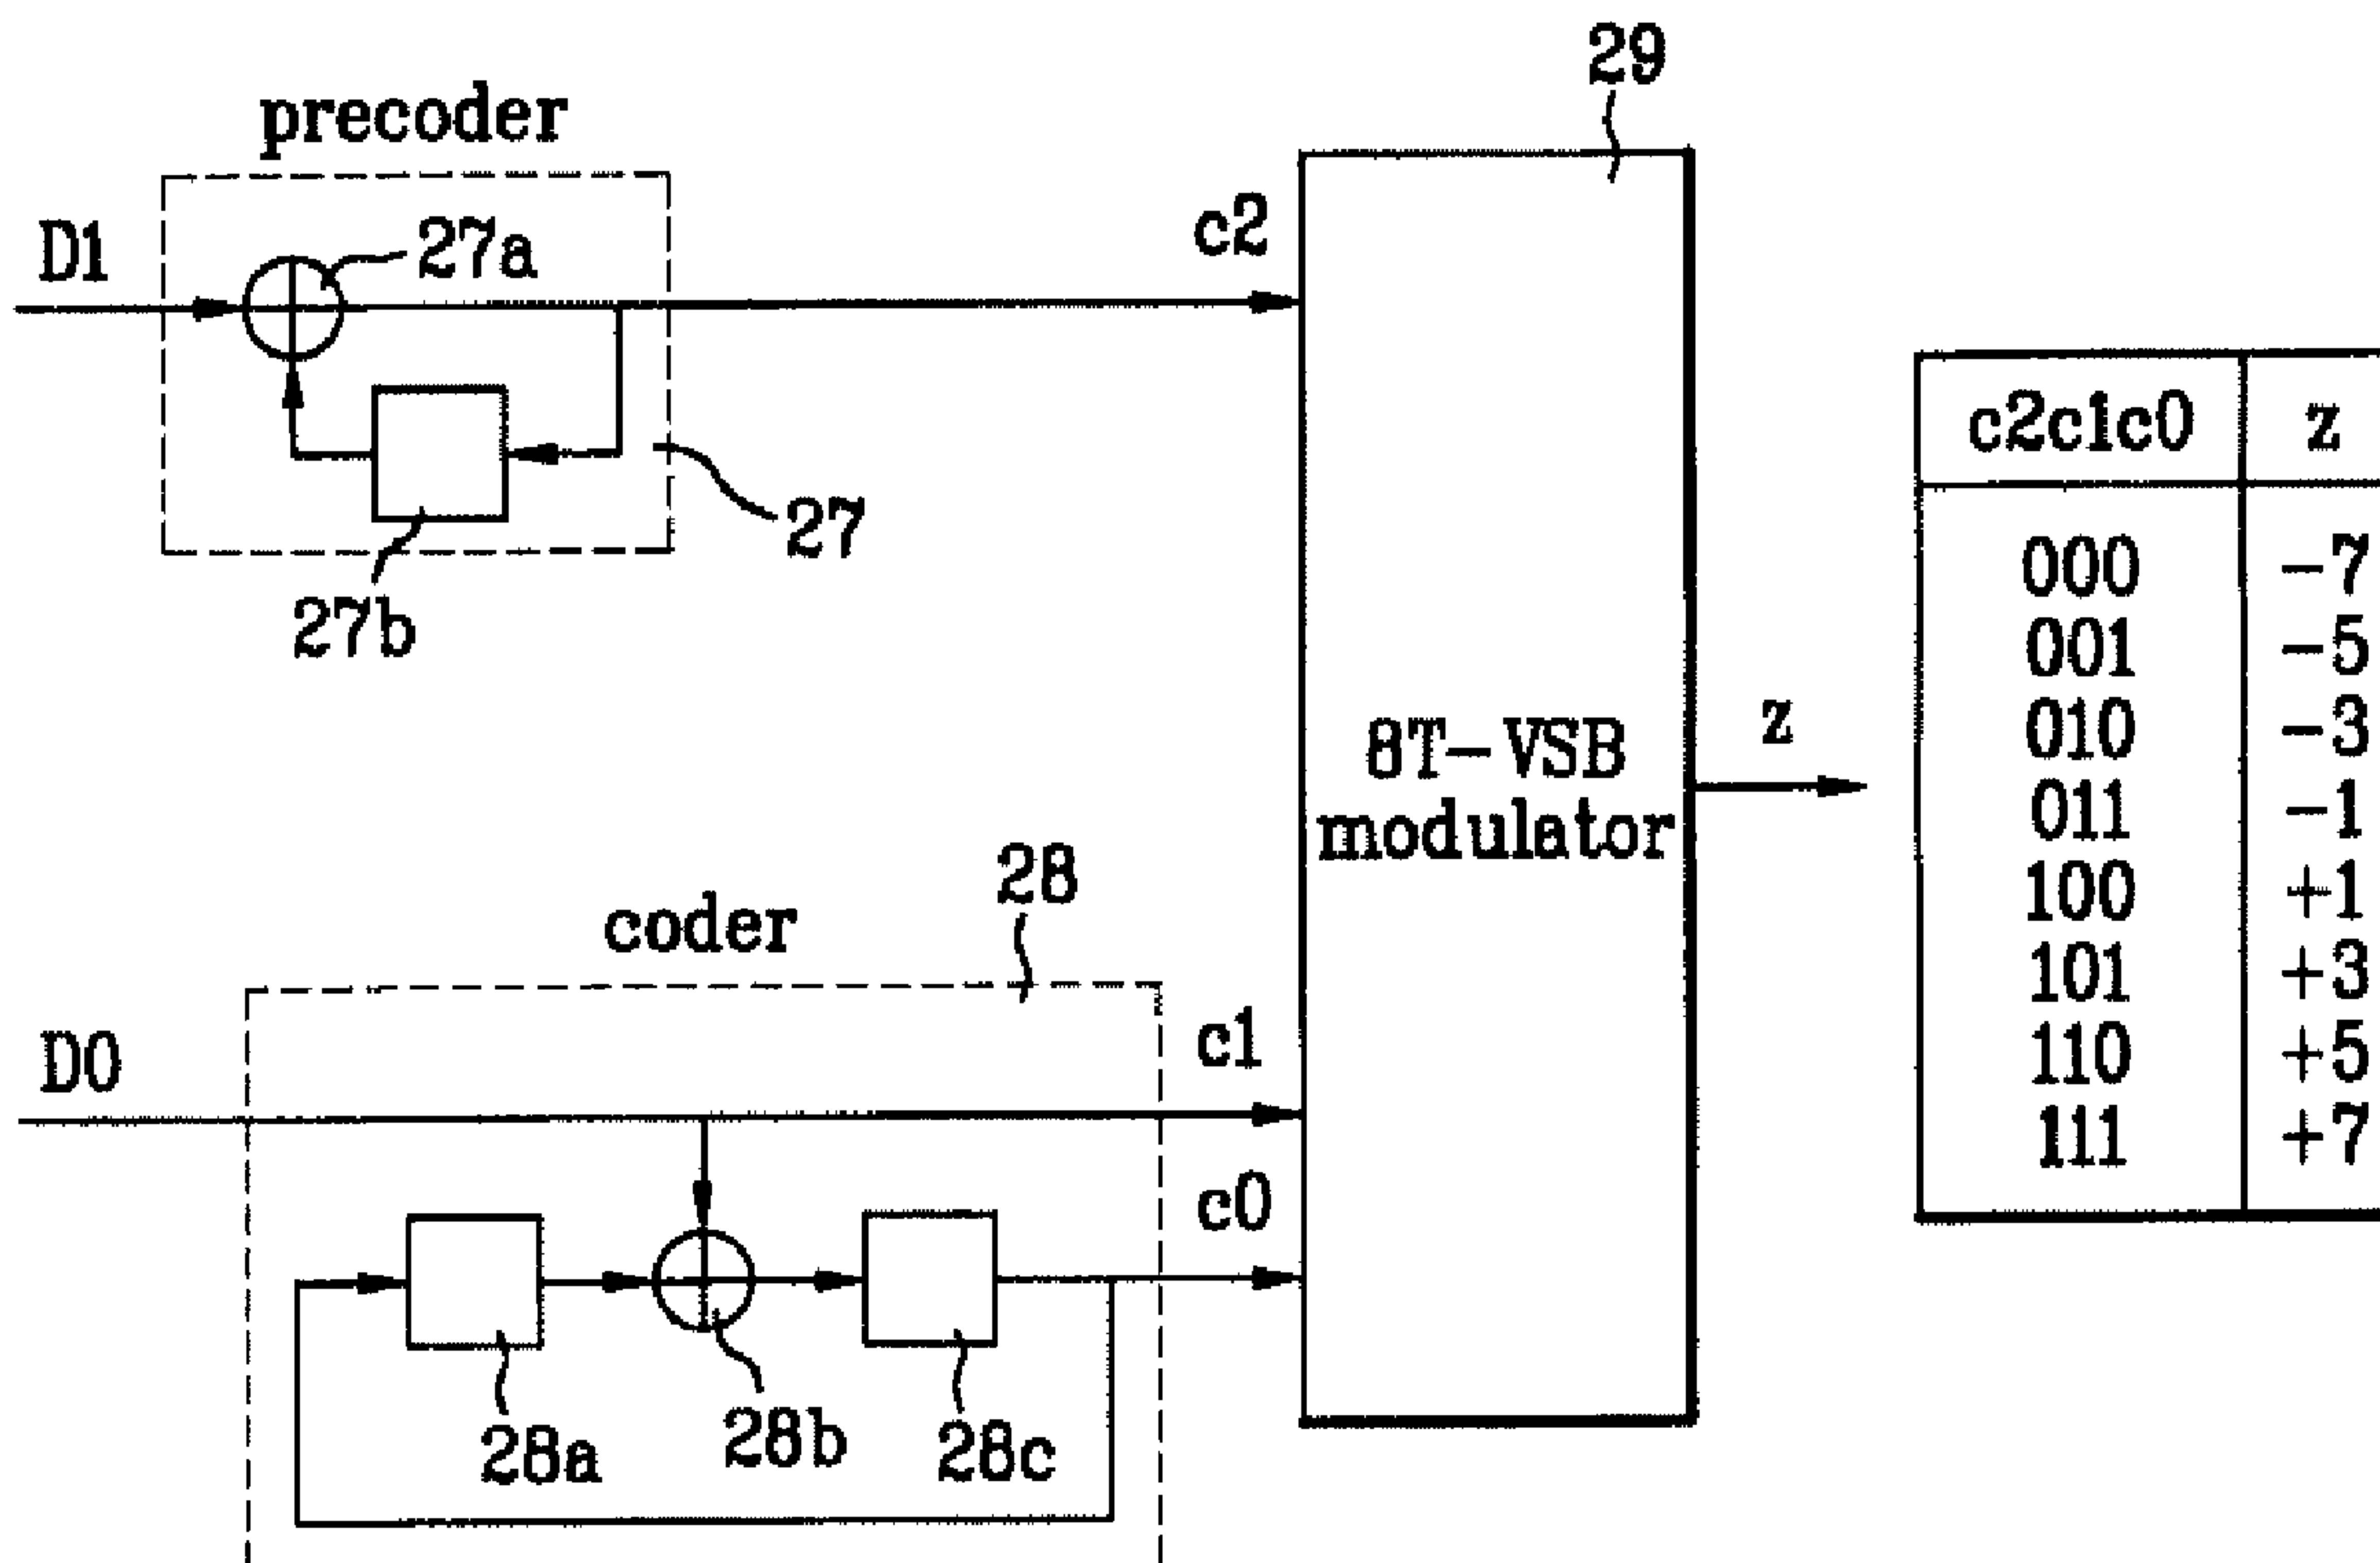 29
precoder
D1
27a
c2
27
27b
c2c1c0 z
000 -7
001 -5
010 -3
011 -1
100 +1
101 +3
110 +5
111 +7
8T-VSB
modulator
z
28
coder
D0
c1
c0
28a
28b
28c